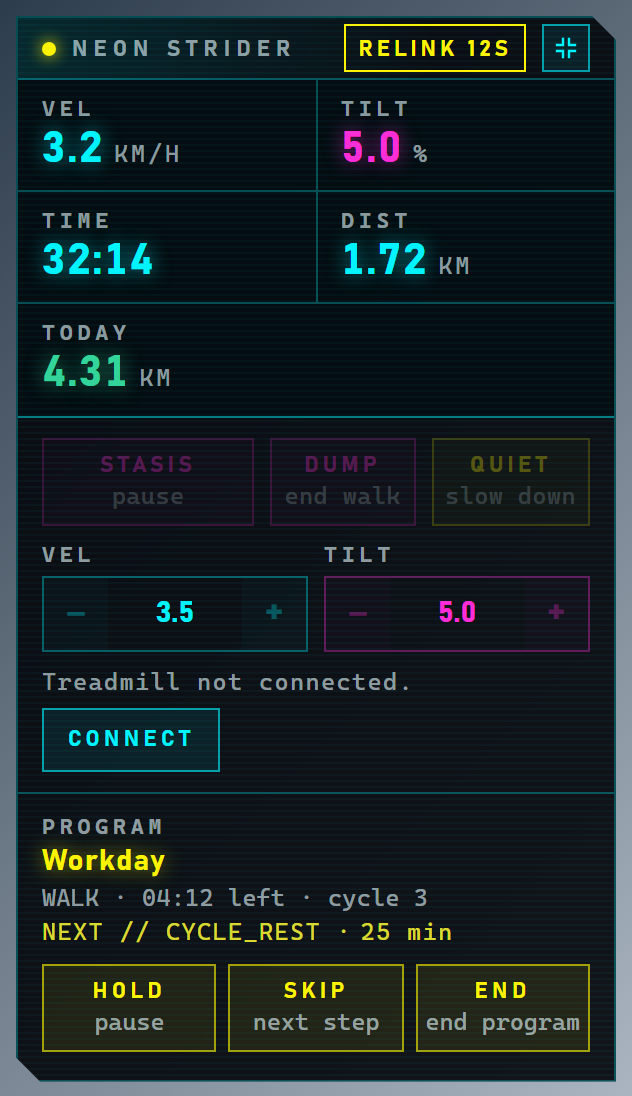 NEON STRIDER RELINK 12S
VEL TILT
3.2 KM/H 5.0 %
TIME DIST
32:14 1.72 KM
TODAY
4.31 KM
STASIS DUMP QUIET
pause end walk slow down
VEL TILT
− 3.5 + − 5.0 +
Treadmill not connected.
CONNECT
PROGRAM
Workday
WALK · 04:12 left · cycle 3
NEXT // CYCLE_REST · 25 min
HOLD SKIP END
pause next step end program